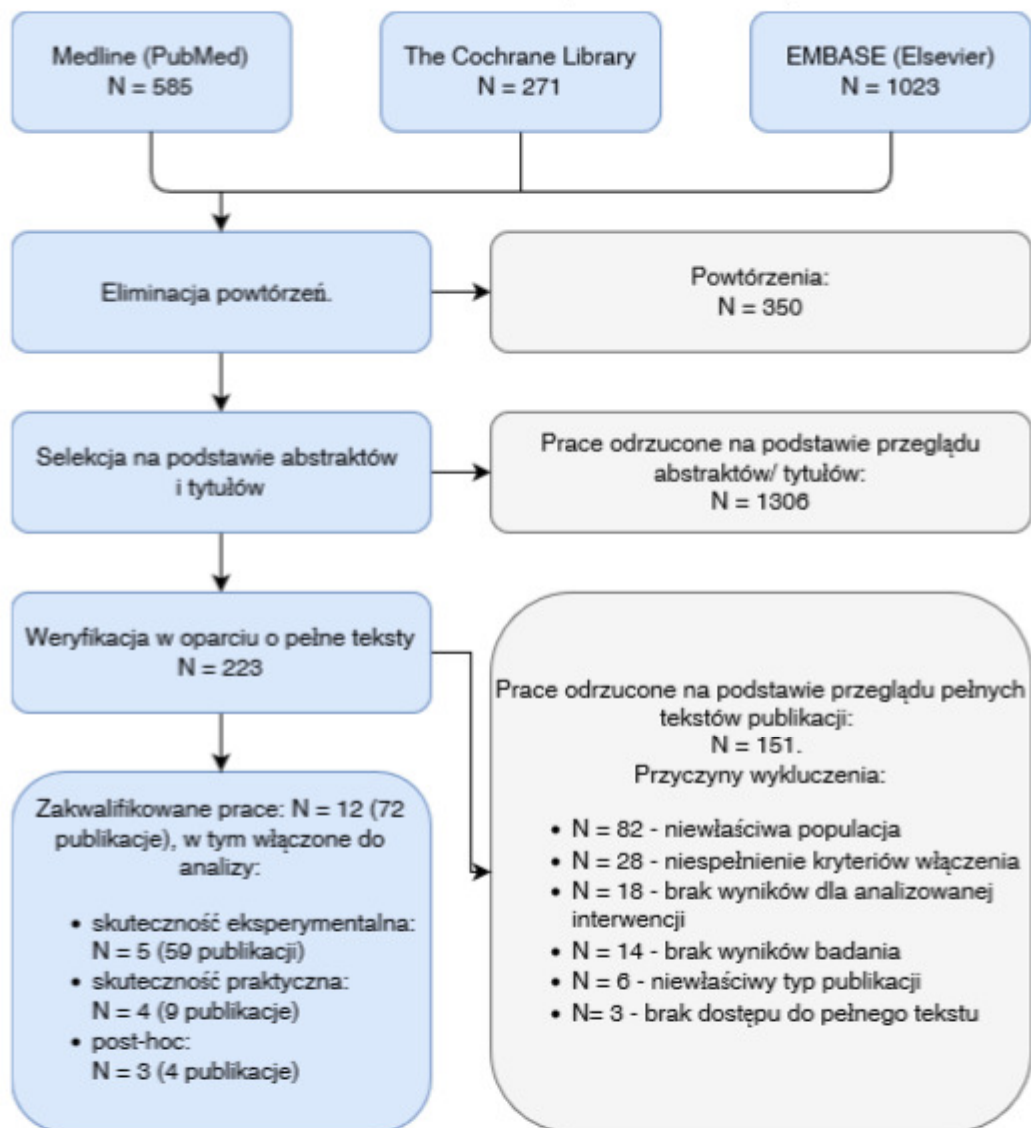 Medline (PubMed)
N = 585
The Cochrane Library
N = 271
EMBASE (Elsevier)
N = 1023
Eliminacja powtórzeń.
Powtórzenia:
N = 350
Selekcja na podstawie abstraktów
i tytułów
Prace odrzucone na podstawie przeglądu
abstraktów/ tytułów:
N = 1306
Weryfikacja w oparciu o pełne teksty
N = 223
Prace odrzucone na podstawie przeglądu pełnych
tekstów publikacji:
N = 151.
Przyczyny wykluczenia:
• N = 82 - niewłaściwa populacja
• N = 28 - niespełnienie kryteriów włączenia
• N = 18 - brak wyników dla analizowanej
interwencji
• N = 14 - brak wyników badania
• N = 6 - niewłaściwy typ publikacji
• N= 3 - brak dostępu do pełnego tekstu
Zakwalifikowane prace: N = 12 (72
publikacje), w tym włączone do
analizy:
• skuteczność eksperymentalna:
N = 5 (59 publikacji)
• skuteczność praktyczna:
N = 4 (9 publikacje)
• post-hoc:
N = 3 (4 publikacje)